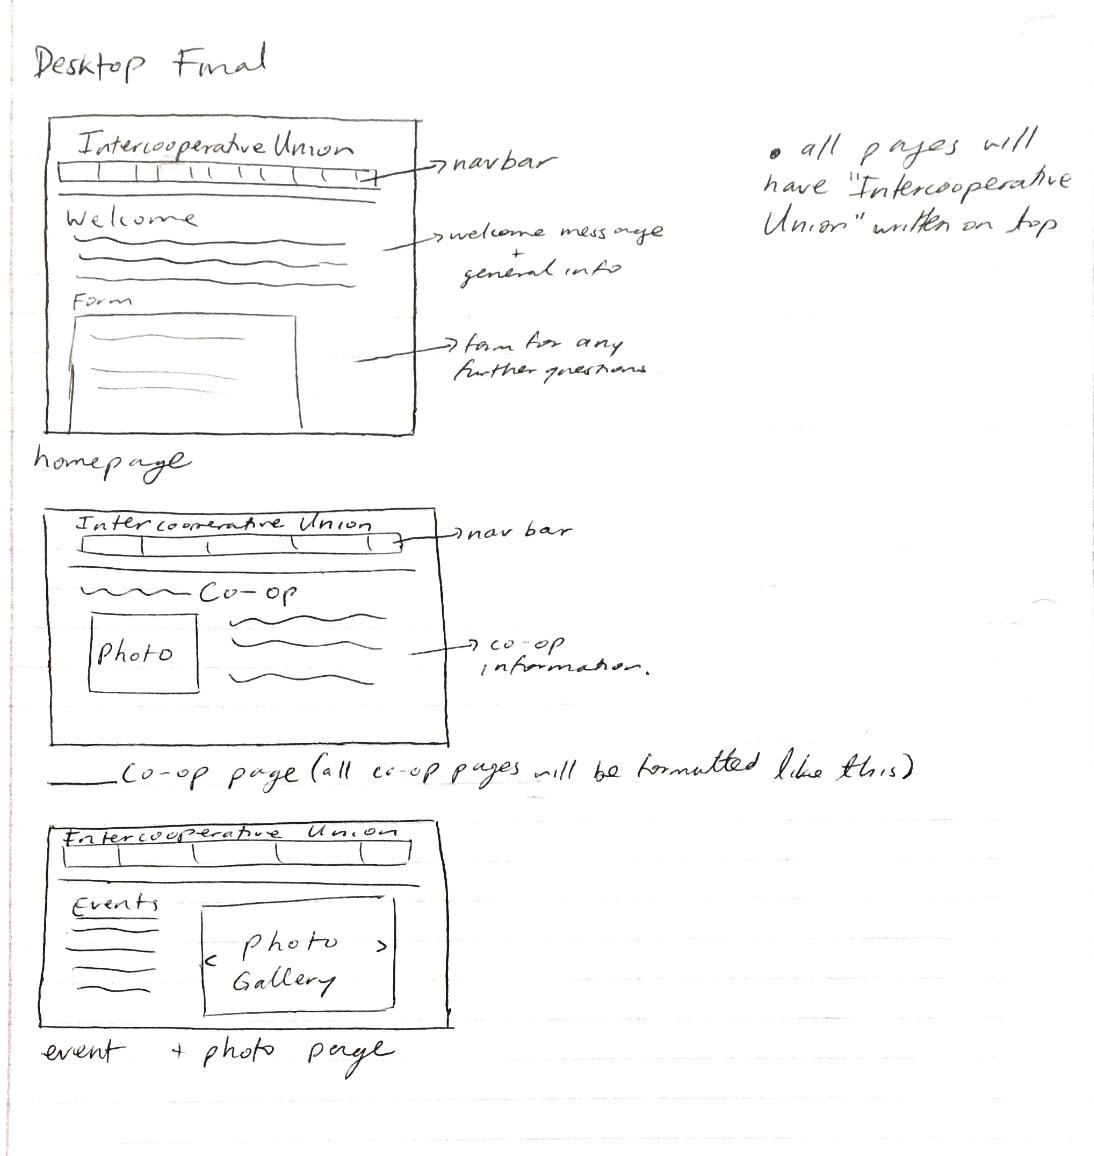 Desktop Final
Intercooperative Union
→ navbar
Welcome
→ welcome message
+
general info
Form
→ form for any
further questions
homepage
• all pages will
have "Intercooperative
Union" written on top
Intercooperative Union
→ nav bar
Co-op
Photo
→ co-op
information.
____ Co-op page (all co-op pages will be formatted like this)
Intercooperative Union
Events
< Photo >
Gallery
event + photo page